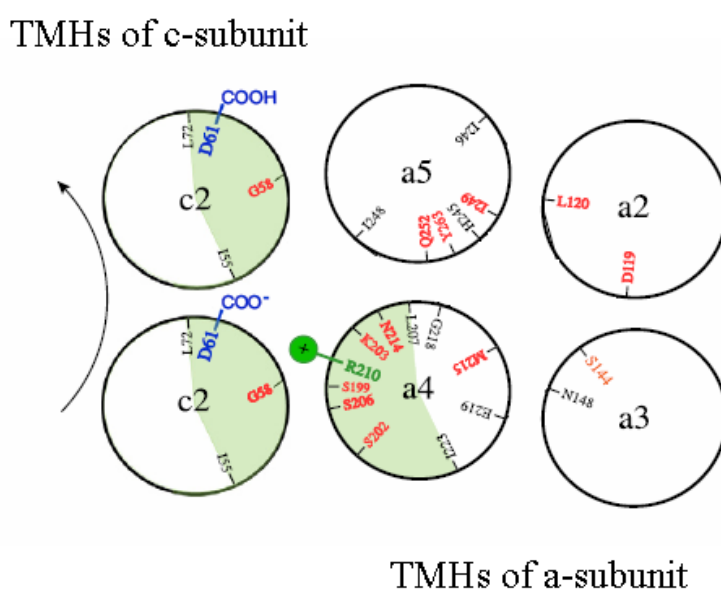 TMHs of c-subunit
COOH
L72
D61
G58
c2
I55
I246
a5
I249
H245
Y263
Q252
I248
L120
a2
D119
COO-
L72
D61
G58
c2
I55
+
L207
G218
N214
K203
R210
M215
S199
a4
S206
E219
S202
I223
S144
N148
a3
TMHs of a-subunit